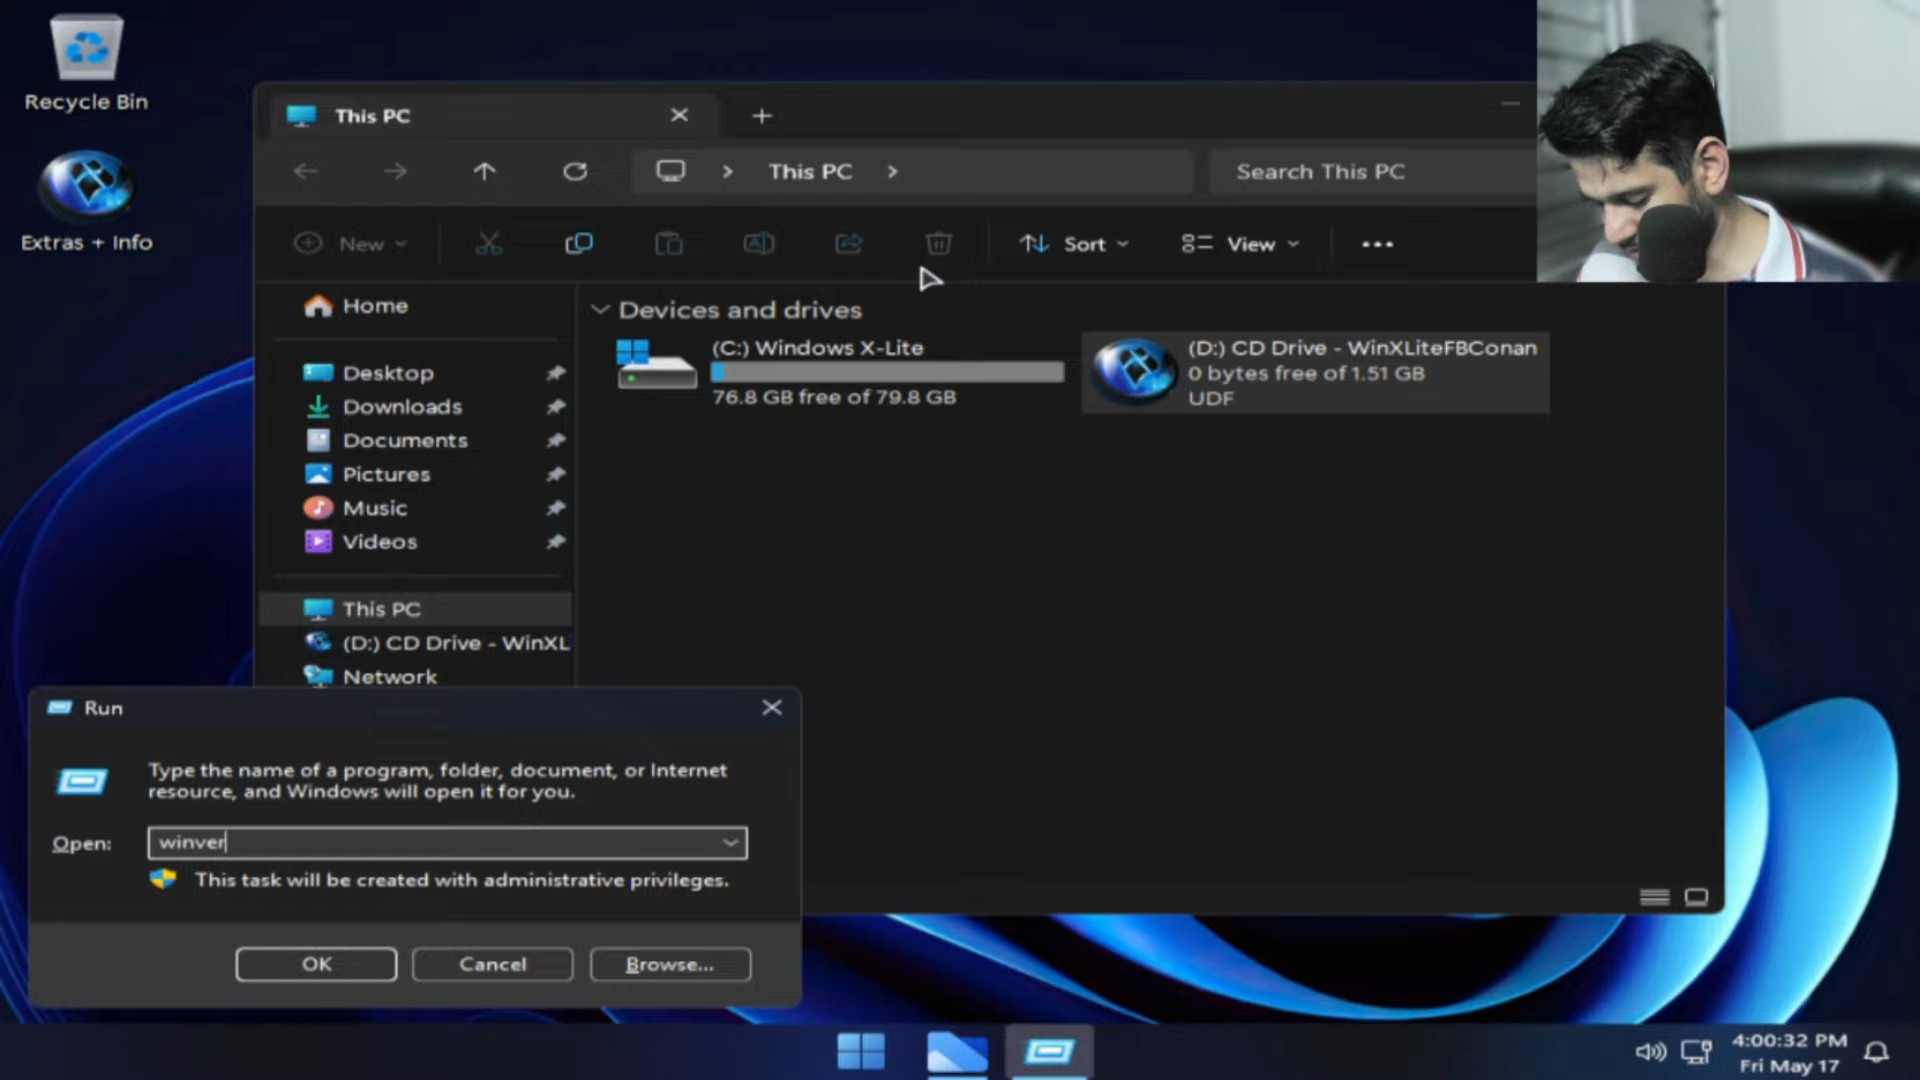 Recycle Bin
Extras + Info
This PC
This PC
Search This PC
New
Sort
View
Home
Desktop
Downloads
Documents
Pictures
Music
Videos
This PC
(D:) CD Drive - WinXL
Network
Devices and drives
(C:) Windows X-Lite
76.8 GB free of 79.8 GB
(D:) CD Drive - WinXLiteFBConan
0 bytes free of 1.51 GB
UDF
Run
Type the name of a program, folder, document, or Internet
resource, and Windows will open it for you.
Open:
winver
This task will be created with administrative privileges.
OK
Cancel
Browse...
4:00:32 PM
Fri May 17